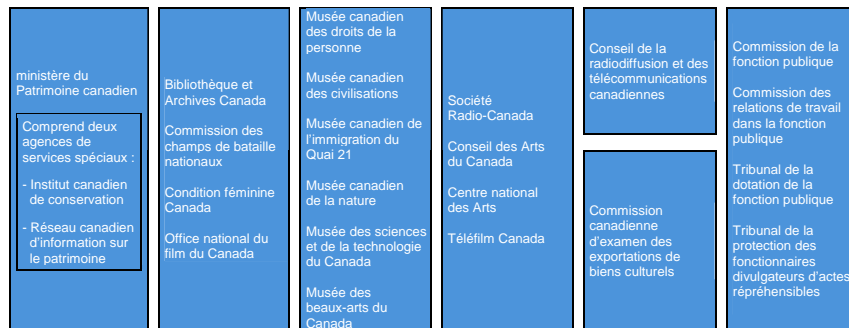 ministère du
Patrimoine canadien
Comprend deux
agences de
services spéciaux :
- Institut canadien
de conservation
- Réseau canadien
d'information sur
le patrimoine
Bibliothèque et
Archives Canada
Commission des
champs de bataille
nationaux
Condition féminine
Canada
Office national du
film du Canada
Musée canadien
des droits de la
personne
Musée canadien
des civilisations
Musée canadien de
l'immigration du
Quai 21
Musée canadien
de la nature
Musée des sciences
et de la technologie
du Canada
Musée des
beaux-arts du
Canada
Société
Radio-Canada
Conseil des Arts
du Canada
Centre national
des Arts
Téléfilm Canada
Conseil de la
radiodiffusion et des
télécommunications
canadiennes
Commission
canadienne
d'examen des
exportations de
biens culturels
Commission de la
fonction publique
Commission des
relations de travail
dans la fonction
publique
Tribunal de la
dotation de la
fonction publique
Tribunal de la
protection des
fonctionnaires
divulgateurs d'actes
répréhensibles